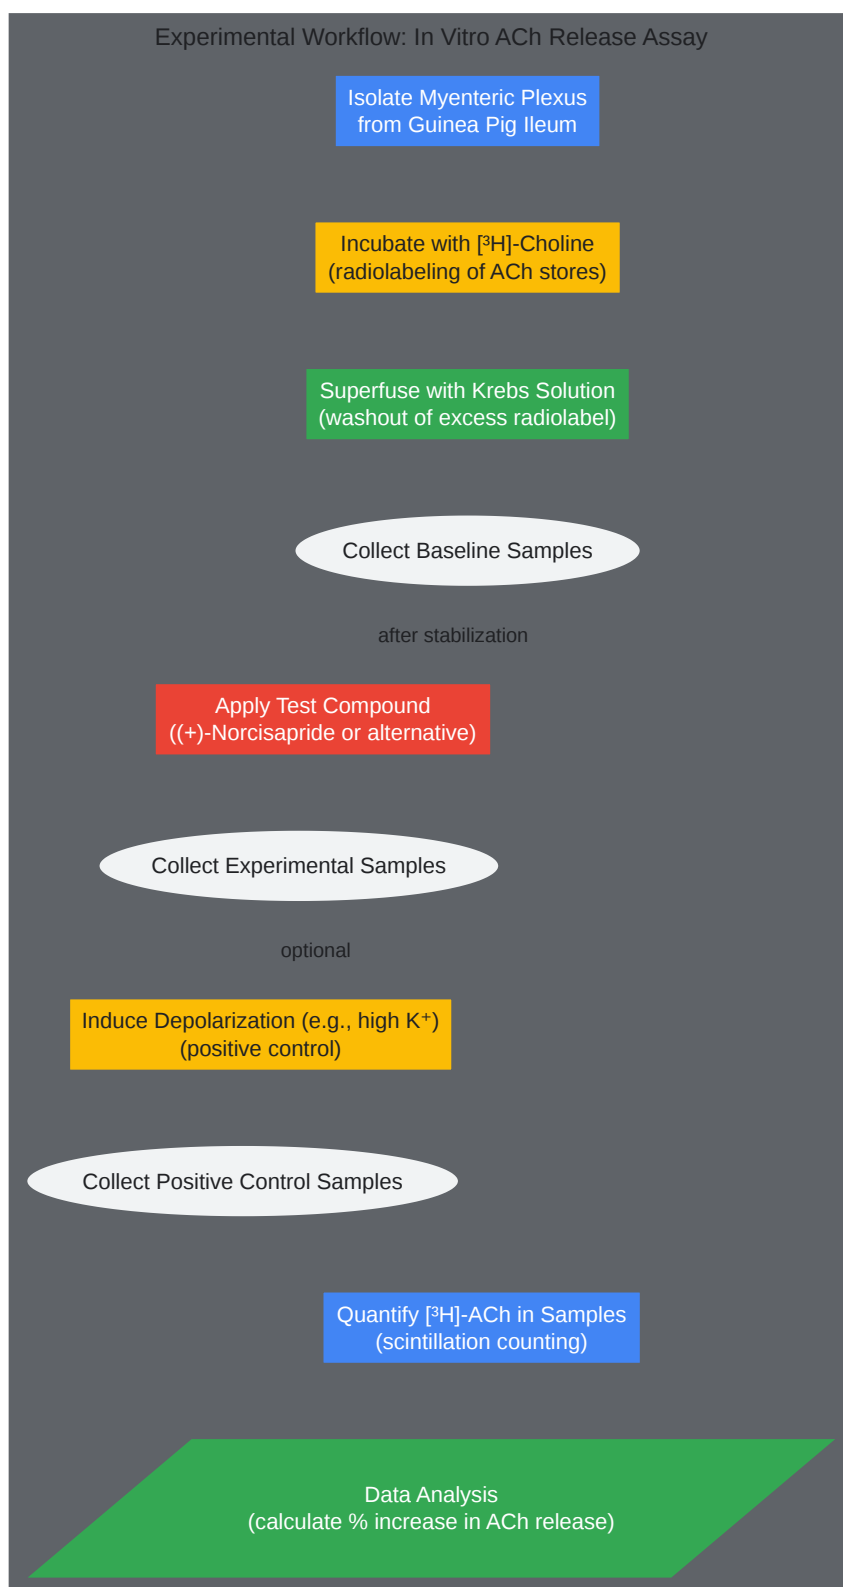 Experimental Workflow: In Vitro ACh Release Assay
Isolate Myenteric Plexus
from Guinea Pig Ileum
Incubate with [³H]-Choline
(radiolabeling of ACh stores)
Superfuse with Krebs Solution
(washout of excess radiolabel)
Collect Baseline Samples
after stabilization
Apply Test Compound
((+)-Norcisapride or alternative)
Collect Experimental Samples
optional
Induce Depolarization (e.g., high K⁺)
(positive control)
Collect Positive Control Samples
Quantify [³H]-ACh in Samples
(scintillation counting)
Data Analysis
(calculate % increase in ACh release)